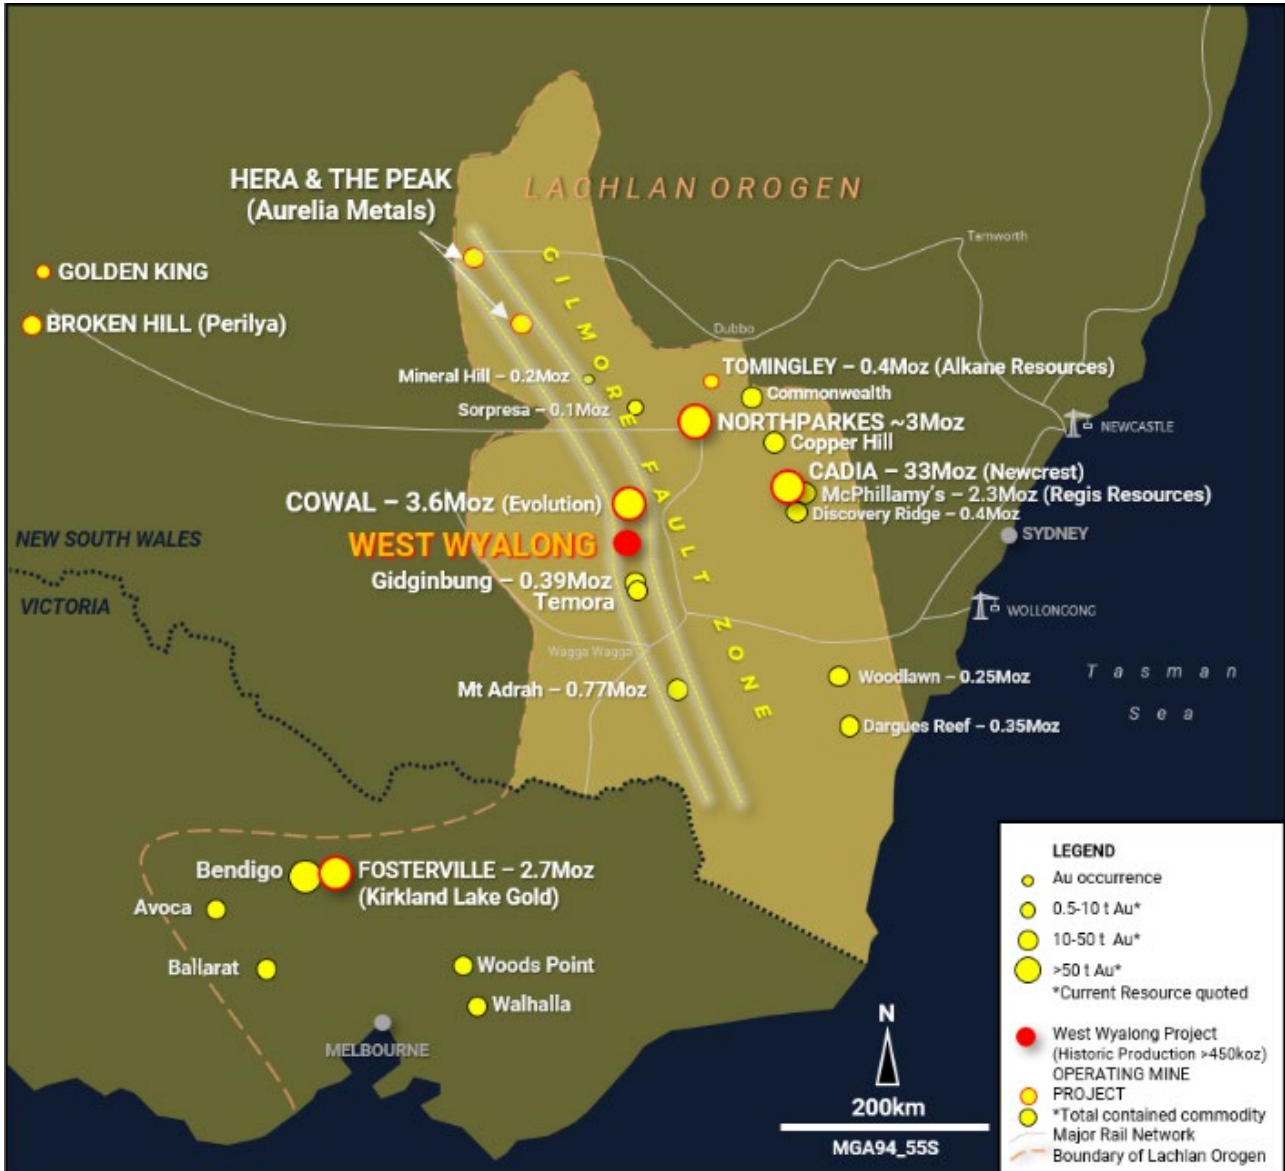 HERA & THE PEAK
(Aurelia Metals)
LACHLAN OROGEN
Tamworth
GOLDEN KING
BROKEN HILL (Perilya)
GILMORE FAULT ZONE
Dubbo
Mineral Hill – 0.2Moz
TOMINGLEY – 0.4Moz (Alkane Resources)
Commonwealth
Sorpresa – 0.1Moz
NORTHPARKES ~3Moz
NEWCASTLE
Copper Hill
CADIA – 33Moz (Newcrest)
COWAL – 3.6Moz (Evolution)
McPhillamy's – 2.3Moz (Regis Resources)
Discovery Ridge – 0.4Moz
NEW SOUTH WALES
WEST WYALONG
SYDNEY
VICTORIA
Gidginbung – 0.39Moz
Temora
WOLLONGONG
Wagga Wagga
Mt Adrah – 0.77Moz
Woodlawn – 0.25Moz
Tasman
Sea
Dargues Reef – 0.35Moz
Bendigo
FOSTERVILLE – 2.7Moz
(Kirkland Lake Gold)
Avoca
Ballarat
Woods Point
Walhalla
MELBOURNE
N
200km
MGA94_55S
LEGEND
Au occurrence
0.5-10 t Au*
10-50 t Au*
>50 t Au*
*Current Resource quoted
West Wyalong Project
(Historic Production >450koz)
OPERATING MINE
PROJECT
*Total contained commodity
Major Rail Network
Boundary of Lachlan Orogen